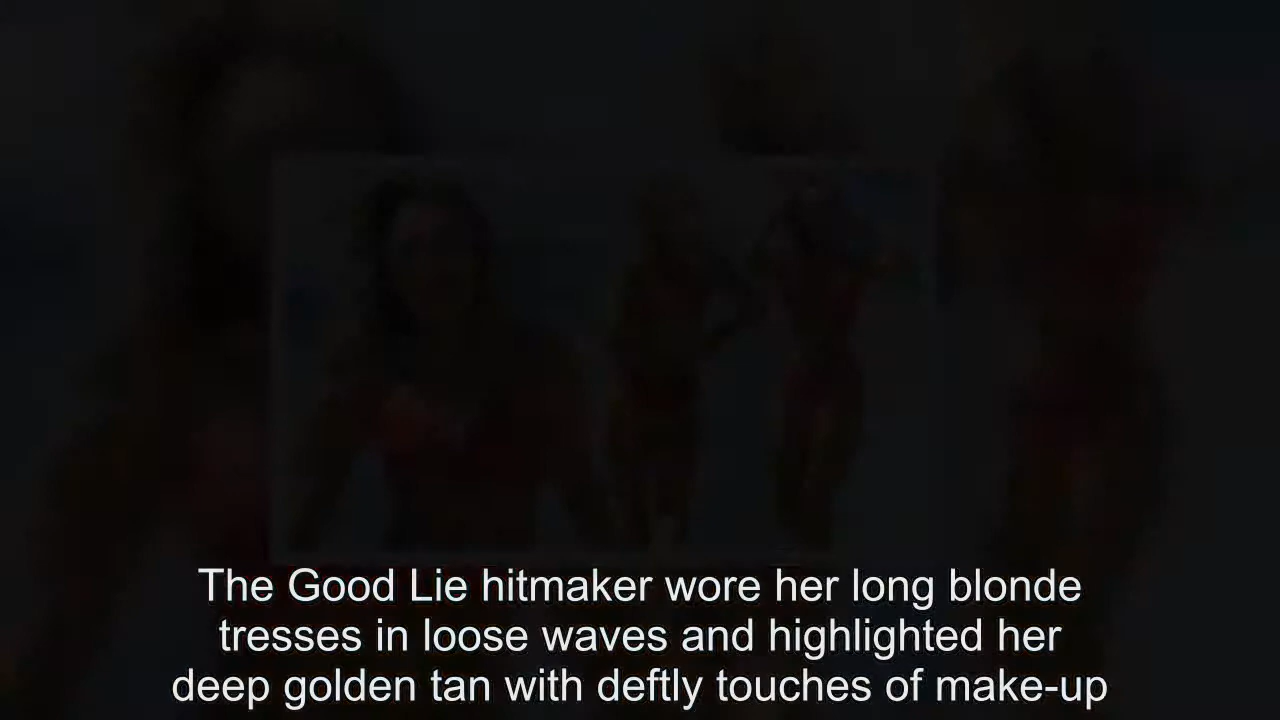 The Good Lie hitmaker wore her long blonde
tresses in loose waves and highlighted her
deep golden tan with deftly touches of make-up